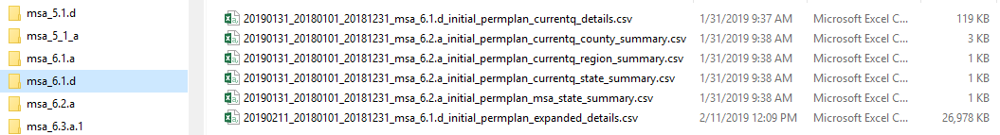 msa_5.1.d
msa_5_1_a
msa_6.1.a
msa_6.1.d
msa_6.2.a
msa_6.3.a.1
20190131_20180101_20181231_msa_6.1.d_initial_permplan_currentq_details.csv 1/31/2019 9:37 AM Microsoft Excel C... 119 KB
20190131_20180101_20181231_msa_6.2.a_initial_permplan_currentq_county_summary.csv 1/31/2019 9:38 AM Microsoft Excel C... 3 KB
20190131_20180101_20181231_msa_6.2.a_initial_permplan_currentq_region_summary.csv 1/31/2019 9:38 AM Microsoft Excel C... 1 KB
20190131_20180101_20181231_msa_6.2.a_initial_permplan_currentq_state_summary.csv 1/31/2019 9:38 AM Microsoft Excel C... 1 KB
20190131_20180101_20181231_msa_6.2.a_initial_permplan_msa_state_summary.csv 1/31/2019 9:38 AM Microsoft Excel C... 1 KB
20190211_20180101_20181231_msa_6.1.d_initial_permplan_expanded_details.csv 2/11/2019 12:09 PM Microsoft Excel C... 26,978 KB